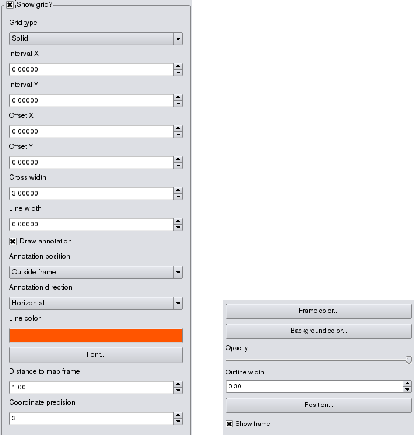 Show grid?
Grid type
Solid
Interval X
0.00000
Interval Y
0.00000
Offset X
0.00000
Offset Y
0.00000
Cross width
3.00000
Line width
0.00000
Draw annotation
Annotation position
Outside frame
Annotation direction
Horizontal
Line color
Font...
Distance to map frame
1.00
Coordinate precision
3
Frame color...
Background color...
Opacity
Outline width
0.30
Position...
Show frame